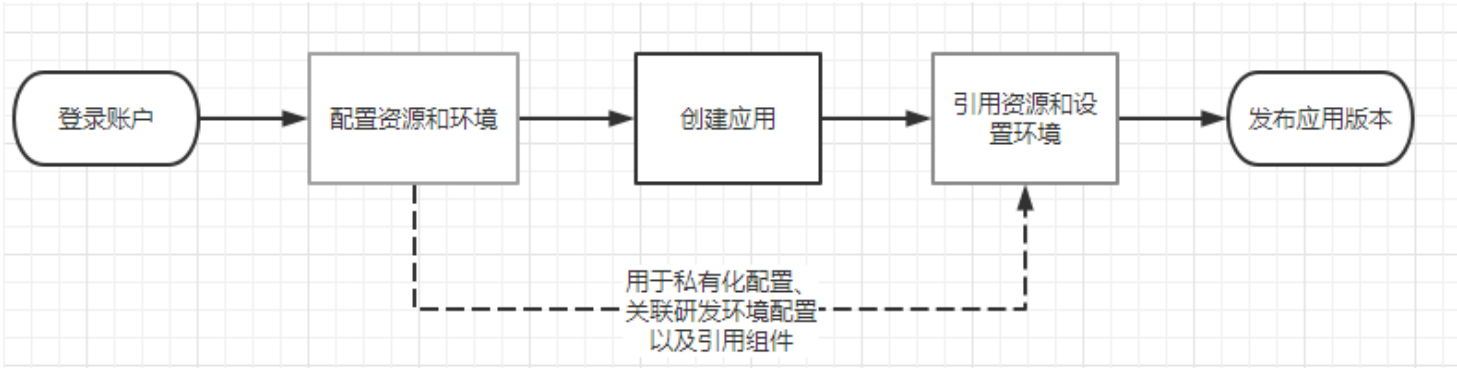 登录账户
配置资源和环境
创建应用
引用资源和设
置环境
发布应用版本
用于私有化配置、
关联研发环境配置
以及引用组件